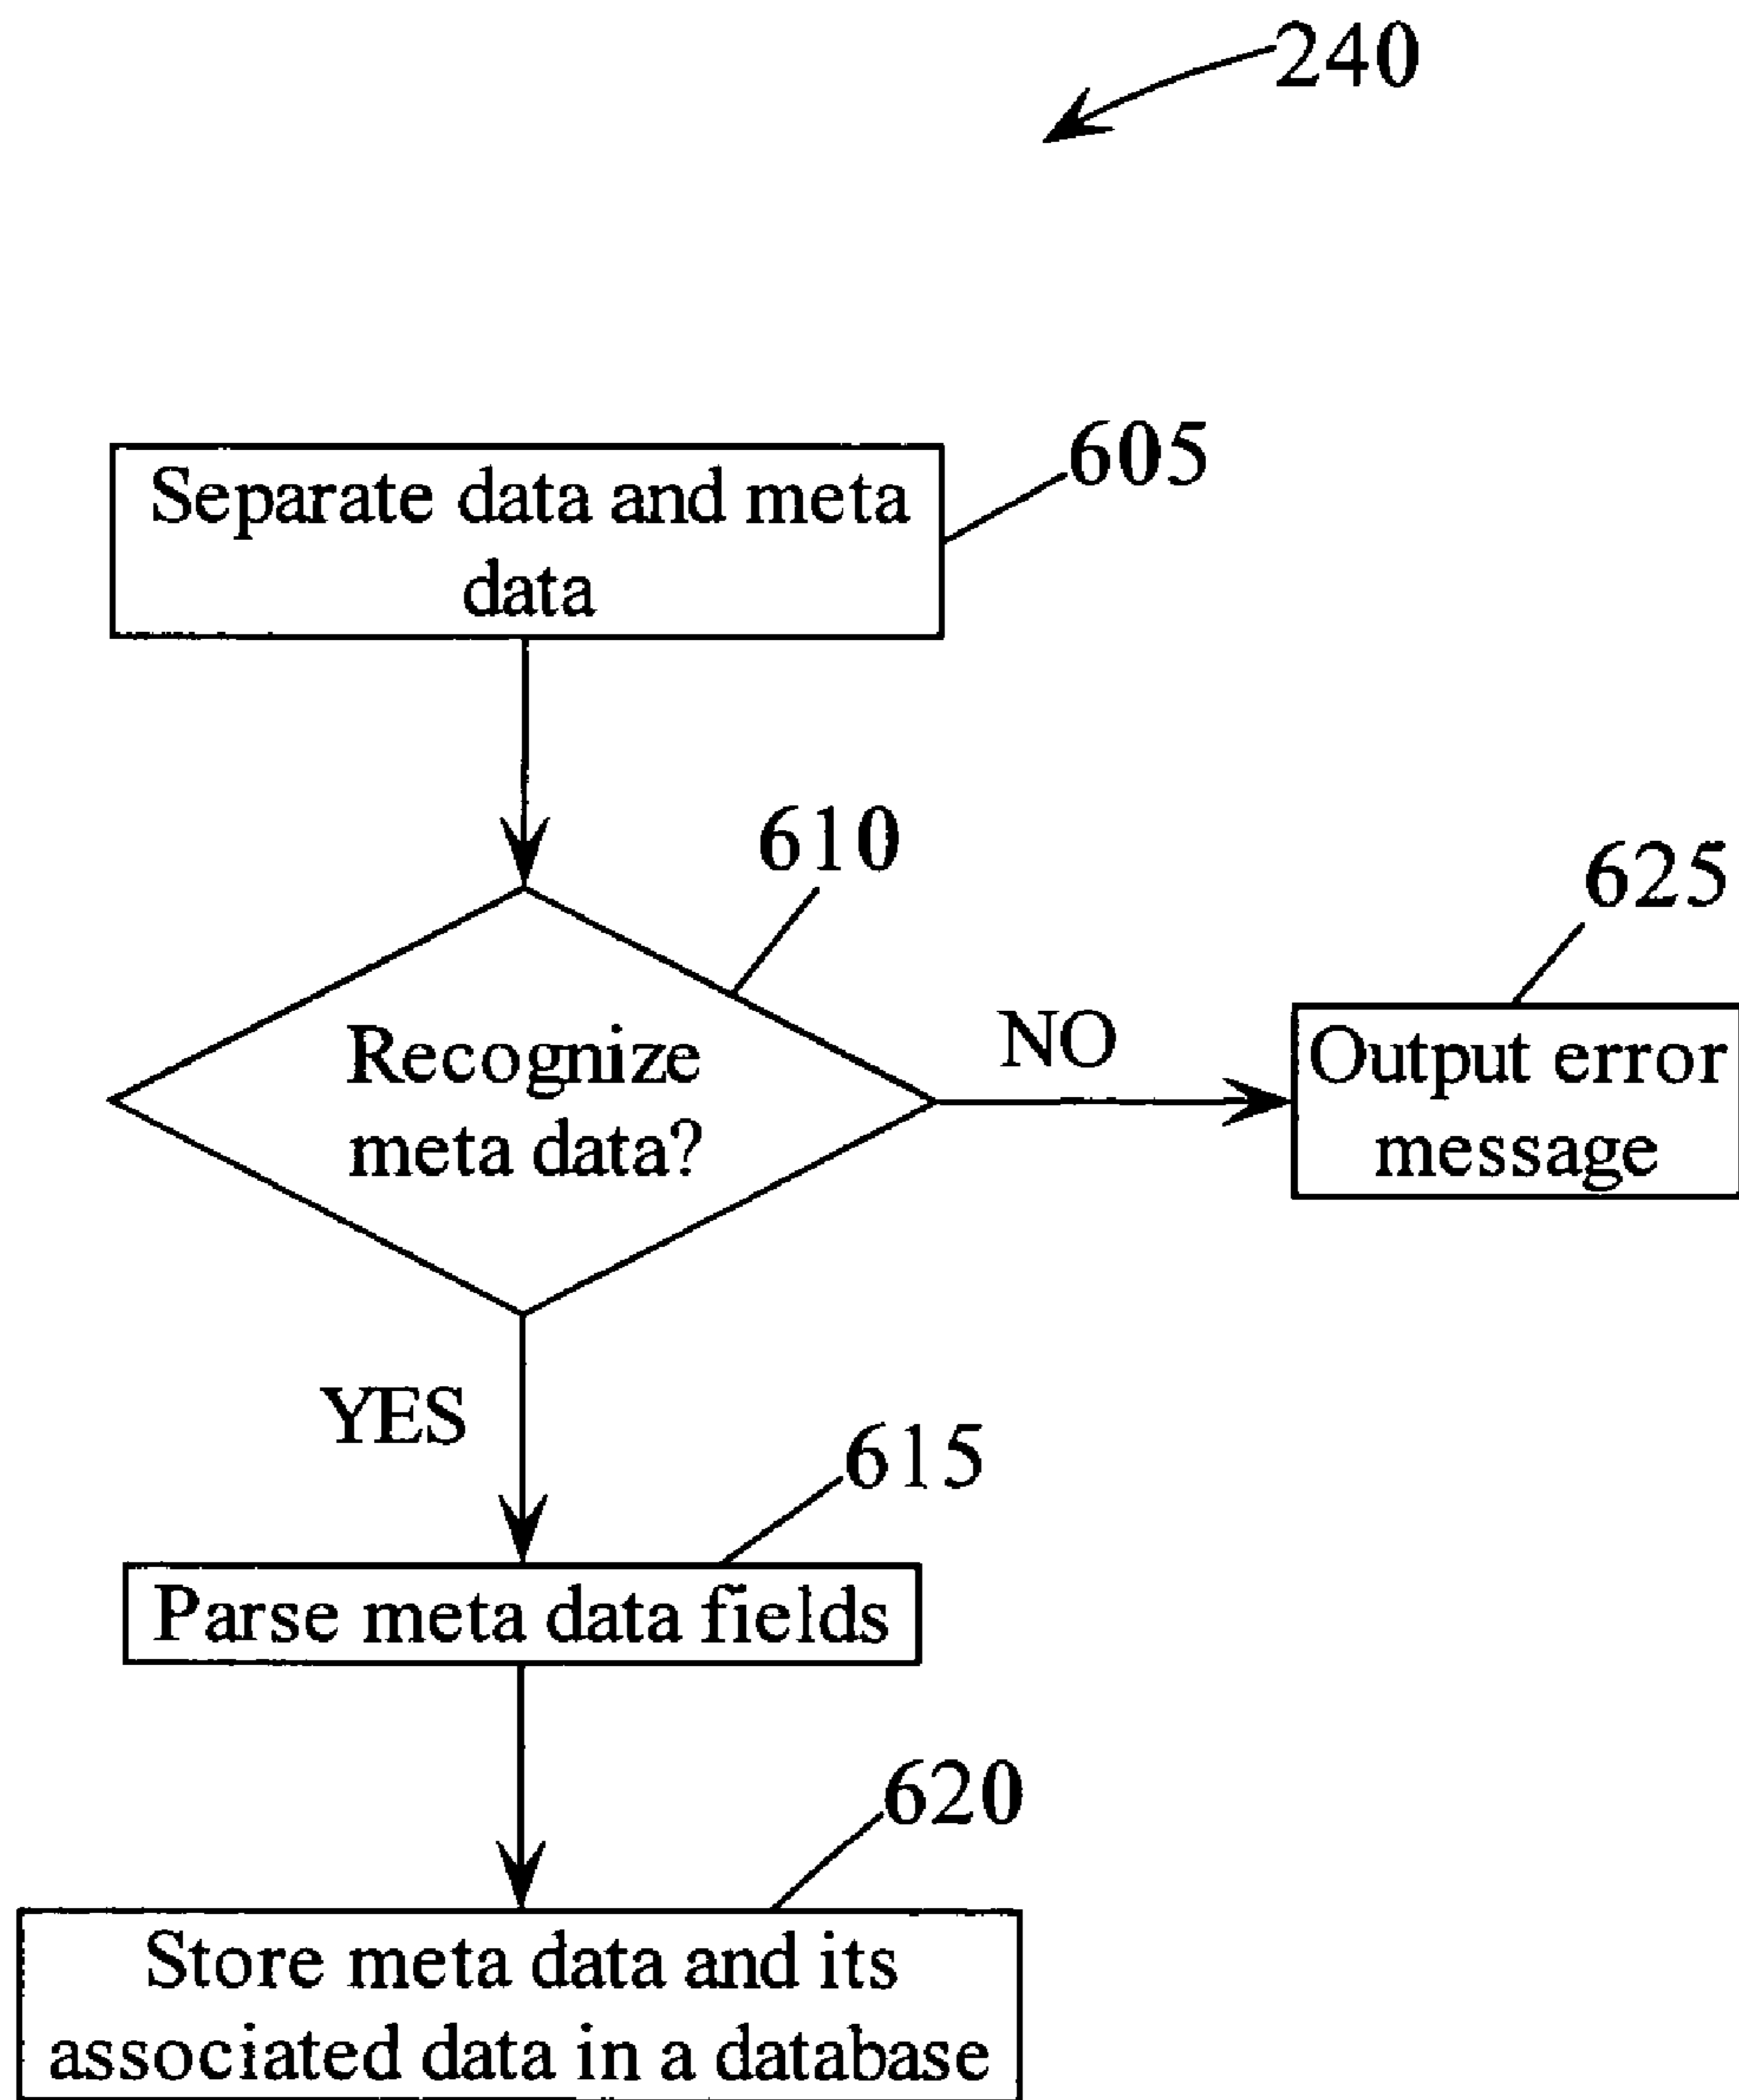 240
605
Separate data and meta
data
610
625
Recognize
meta data?
NO
Output error
message
YES
615
Parse meta data fields
620
Store meta data and its
associated data in a database